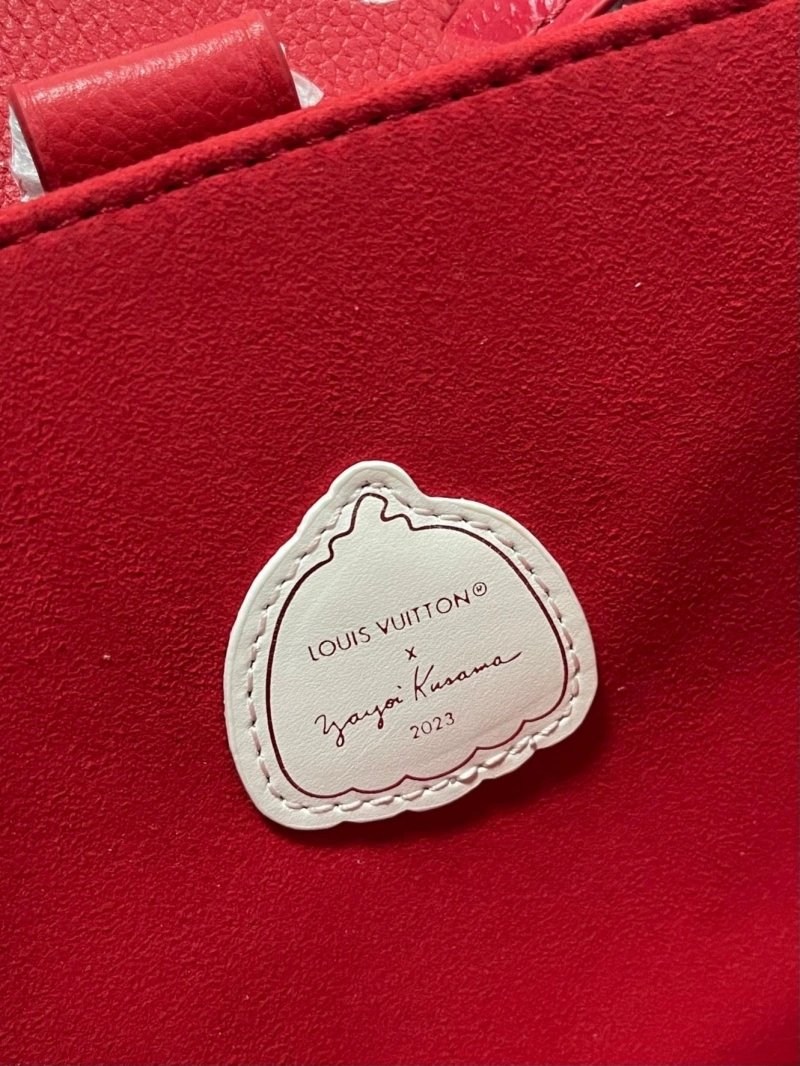 LOUIS VUITTON
x
Yayoi Kusama
2023